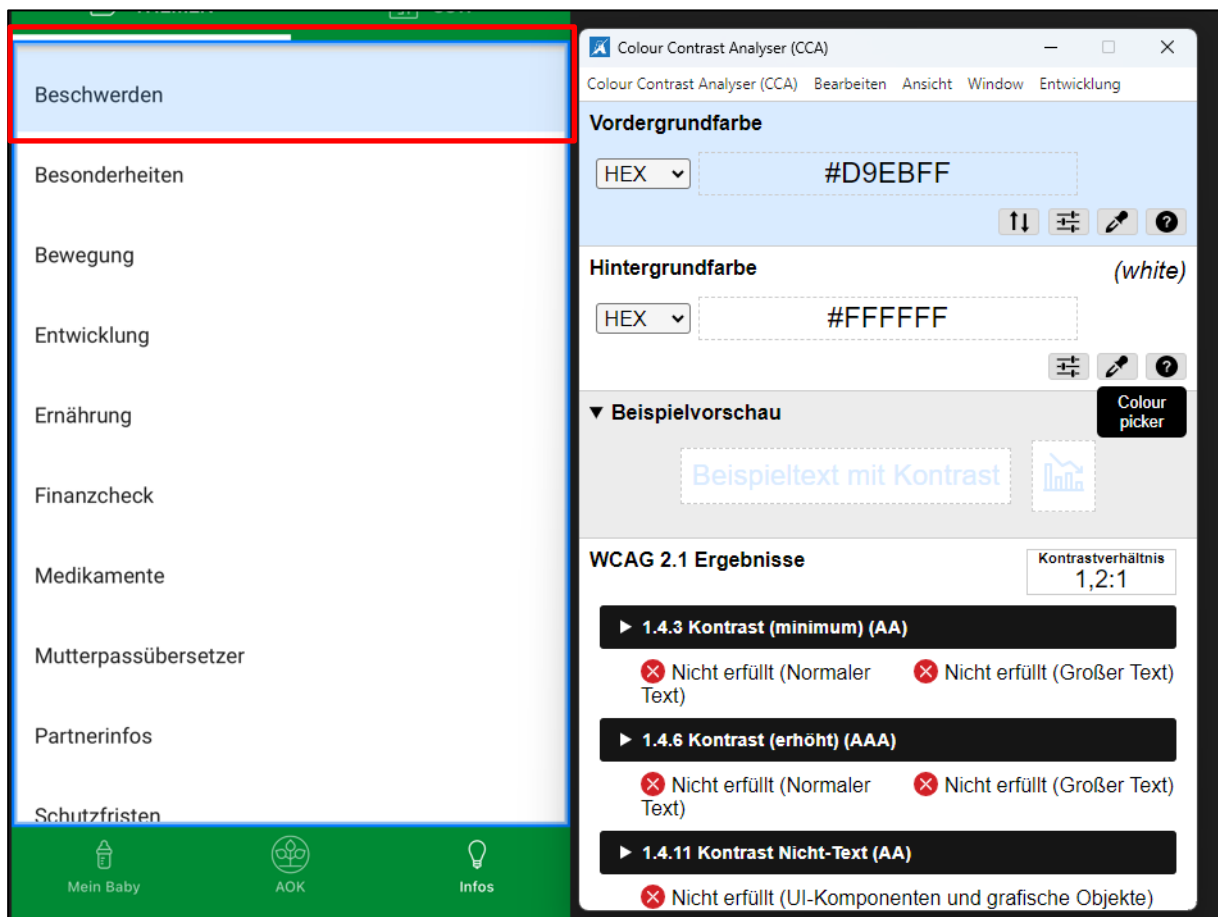 Beschwerden
Besonderheiten
Bewegung
Entwicklung
Ernährung
Finanzcheck
Medikamente
Mutterpassübersetzer
Partnerinfos
Schutzfristen
Mein Baby
AOK
Infos
Colour Contrast Analyser (CCA)
Colour Contrast Analyser (CCA) Bearbeiten Ansicht Window Entwicklung
Vordergrundfarbe
HEX #D9EBFF
Hintergrundfarbe (white)
HEX #FFFFFF
Colour
picker
Beispielvorschau
Beispieltext mit Kontrast
WCAG 2.1 Ergebnisse
Kontrastverhältnis
1,2:1
1.4.3 Kontrast (minimum) (AA)
Nicht erfüllt (Normaler
Text)
Nicht erfüllt (Großer Text)
1.4.6 Kontrast (erhöht) (AAA)
Nicht erfüllt (Normaler
Text)
Nicht erfüllt (Großer Text)
1.4.11 Kontrast Nicht-Text (AA)
Nicht erfüllt (UI-Komponenten und grafische Objekte)